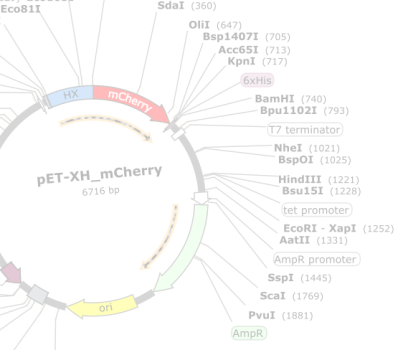 Eco81I
SdaI (360)
OliI (647)
Bsp1407I (705)
Acc65I (713)
KpnI (717)
6xHis
HX
mCherry
BamHI (740)
Bpu1102I (793)
T7 terminator
NheI (1021)
BspOI (1025)
pET-XH_mCherry
6716 bp
HindIII (1221)
Bsu15I (1228)
tet promoter
EcoRI - XapI (1252)
AatII (1331)
AmpR promoter
SspI (1445)
ScaI (1769)
ori
PvuI (1881)
AmpR